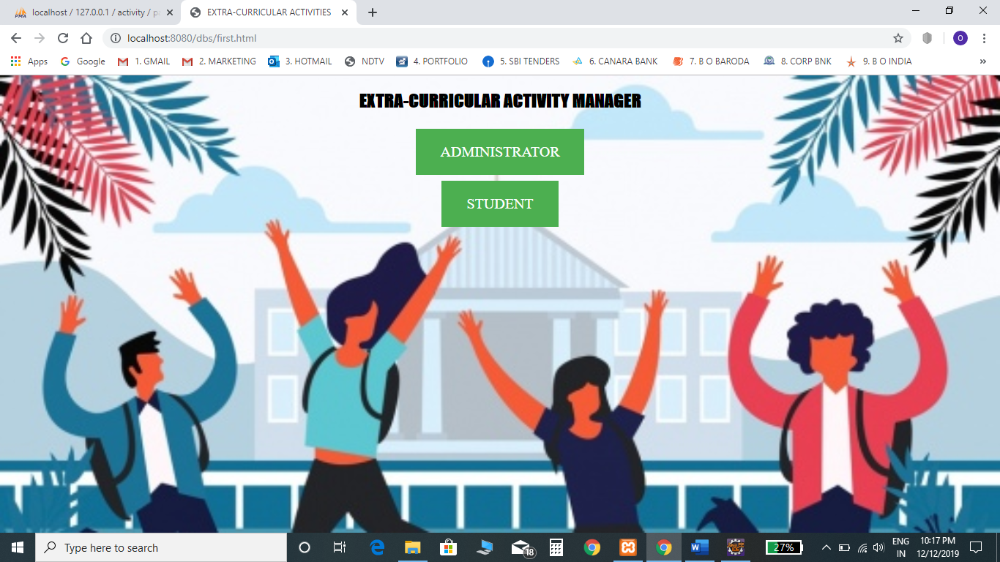 localhost / 127.0.0.1 / activity / p
EXTRA-CURRICULAR ACTIVITIES
localhost:8080/dbs/first.html
O
Apps
Google
1. GMAIL
2. MARKETING
3. HOTMAIL
NDTV
4. PORTFOLIO
5. SBI TENDERS
6. CANARA BANK
7. B O BARODA
8. CORP BNK
9. B O INDIA
»
EXTRA-CURRICULAR ACTIVITY MANAGER
ADMINISTRATOR
STUDENT
Type here to search
18
27%
ENG
IN
10:17 PM
12/12/2019